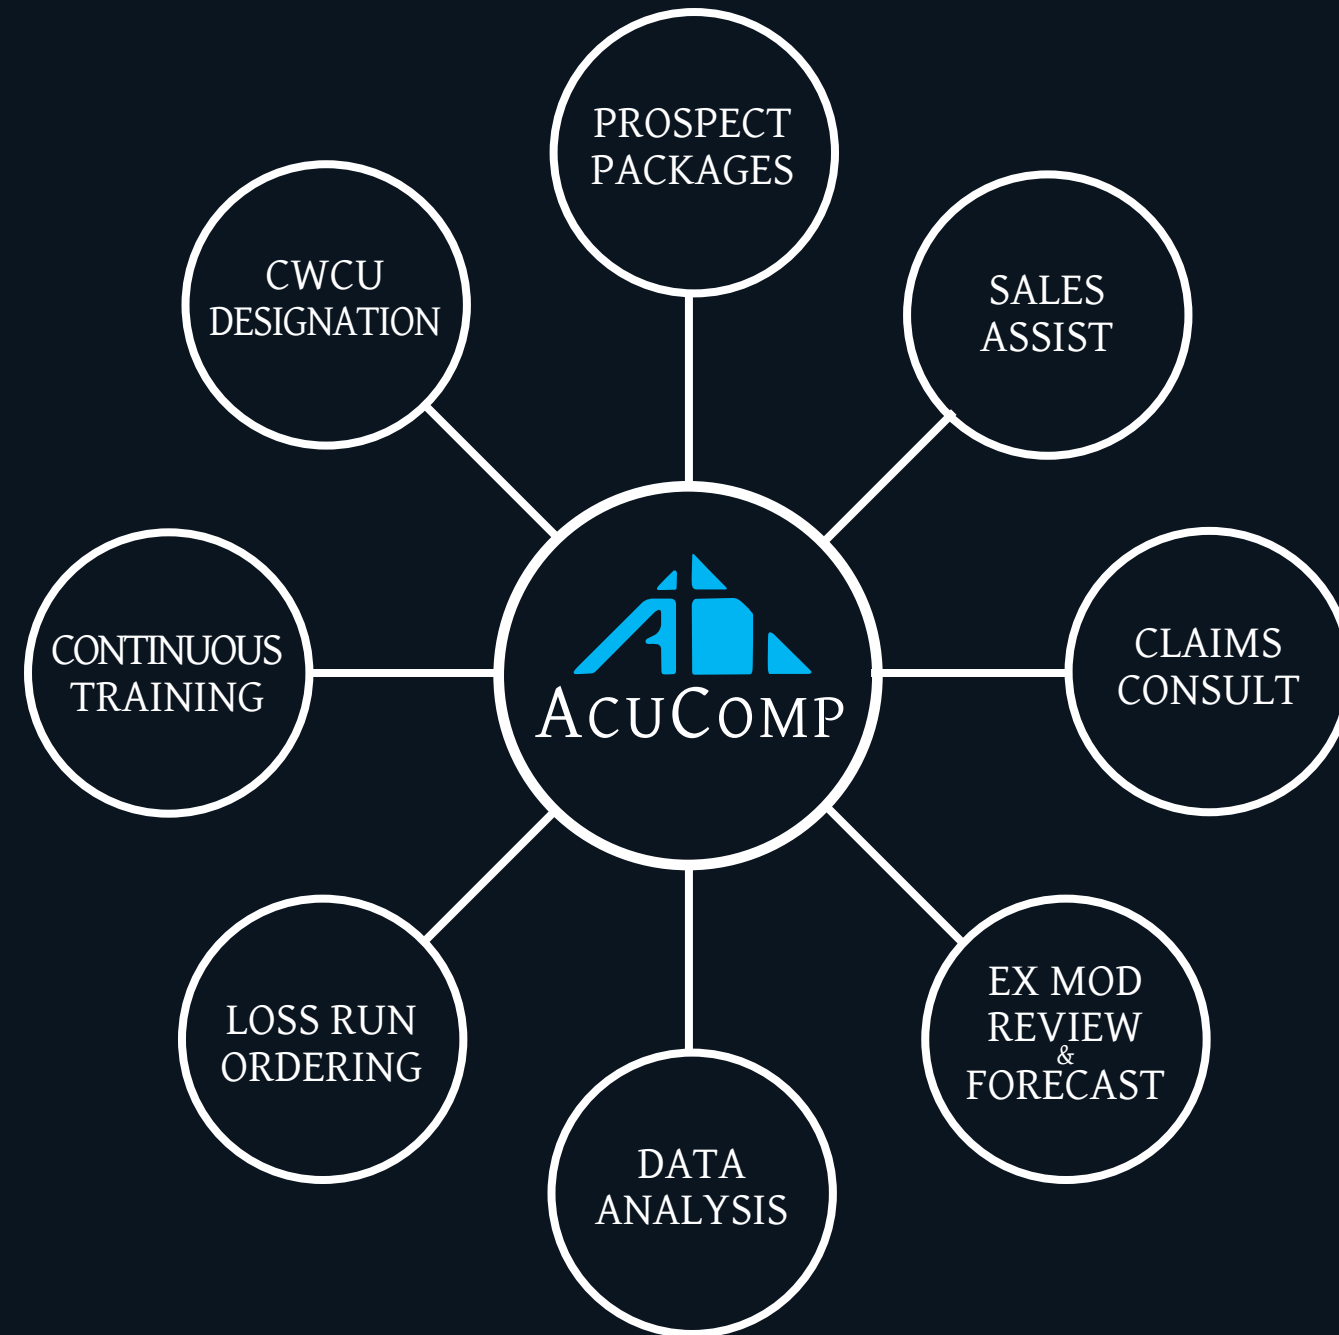 PROSPECT
PACKAGES
SALES
ASSIST
CLAIMS
CONSULT
EX MOD
REVIEW
&
FORECAST
DATA
ANALYSIS
LOSS RUN
ORDERING
CONTINUOUS
TRAINING
CWCU
DESIGNATION
ACUCOMP